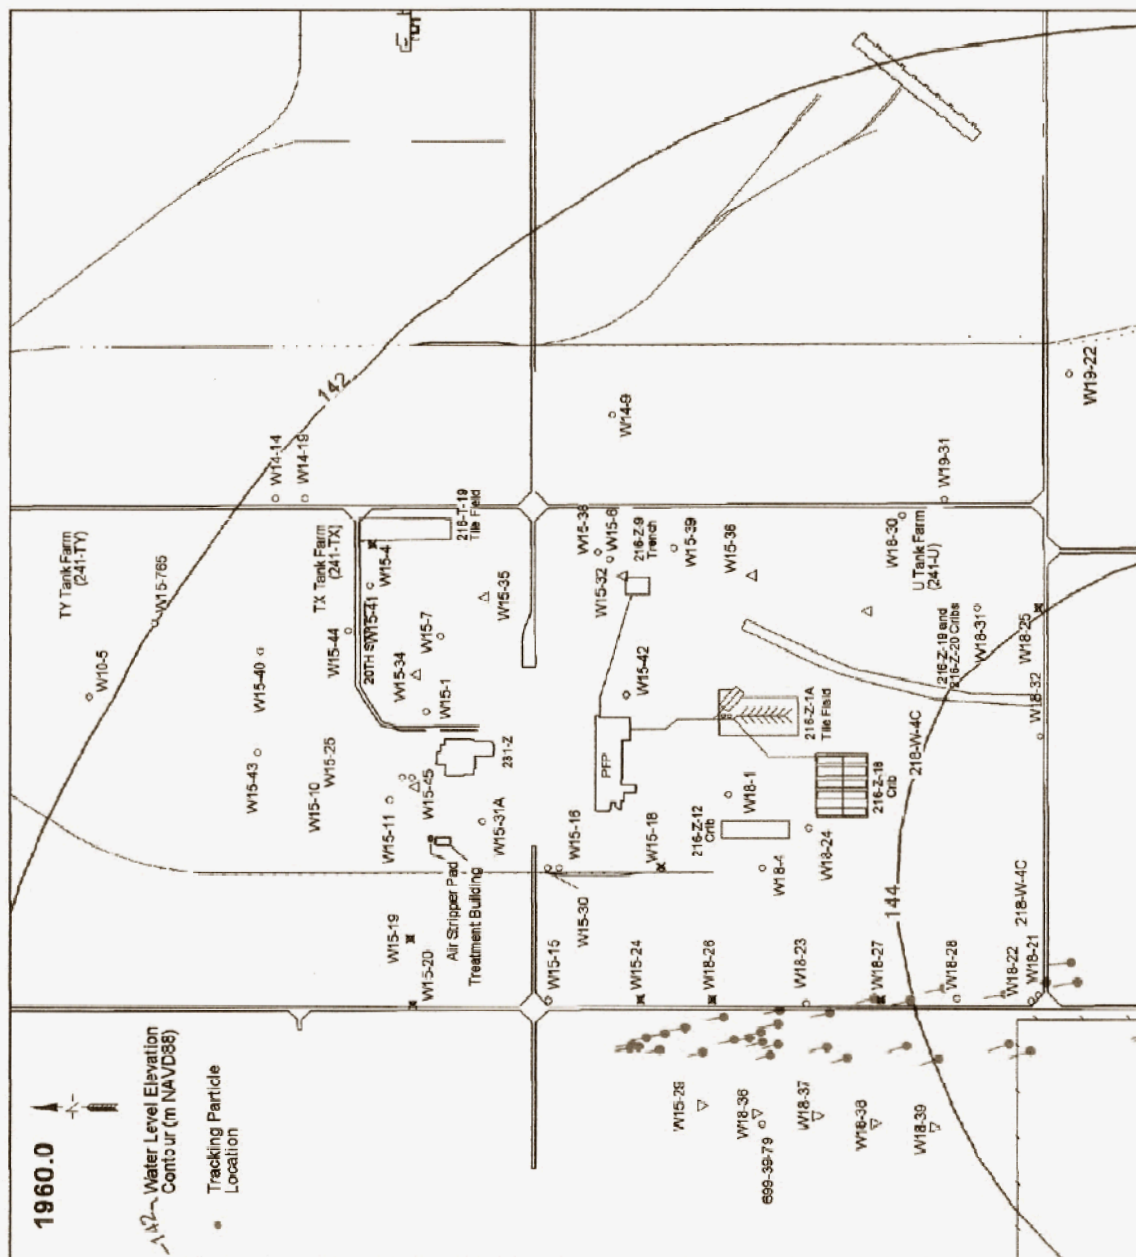 1960.0
-N-
142 Water Level Elevation
Contour (m NAVD88)
Tracking Particle
Location
142
144
TY Tank Farm
(241-TY)
W10-5
W15-765
W14-14
W14-19
TX Tank Farm
(241-TX)
W15-40
W15-44
W15-43
W15-10
W15-25
W15-41
W15-4
216-T-19
Tile Field
W15-34
W15-7
W15-35
W15-1
231-Z
W15-45
W15-11
W15-31A
Air Stripper Pad
Treatment Building
W15-19
W15-20
W15-15
W15-16
W15-30
W15-18
W15-24
W15-6
W15-32
216-Z-9
Trench
W15-39
W15-36
W15-42
PFP
216-Z-1A
Tile Field
W18-1
216-Z-12
Crib
216-Z-18
Crib
W18-24
W18-4
W14-9
W19-31
W19-22
W18-30
U Tank Farm
(241-U)
216-Z-19 and
216-Z-20 Cribs
W18-31
W18-25
W18-32
218-W-4C
W18-26
W18-23
W18-27
W18-28
218-W-4C
W18-22
W18-21
W15-29
W18-36
699-39-79
W18-37
W18-38
W18-39